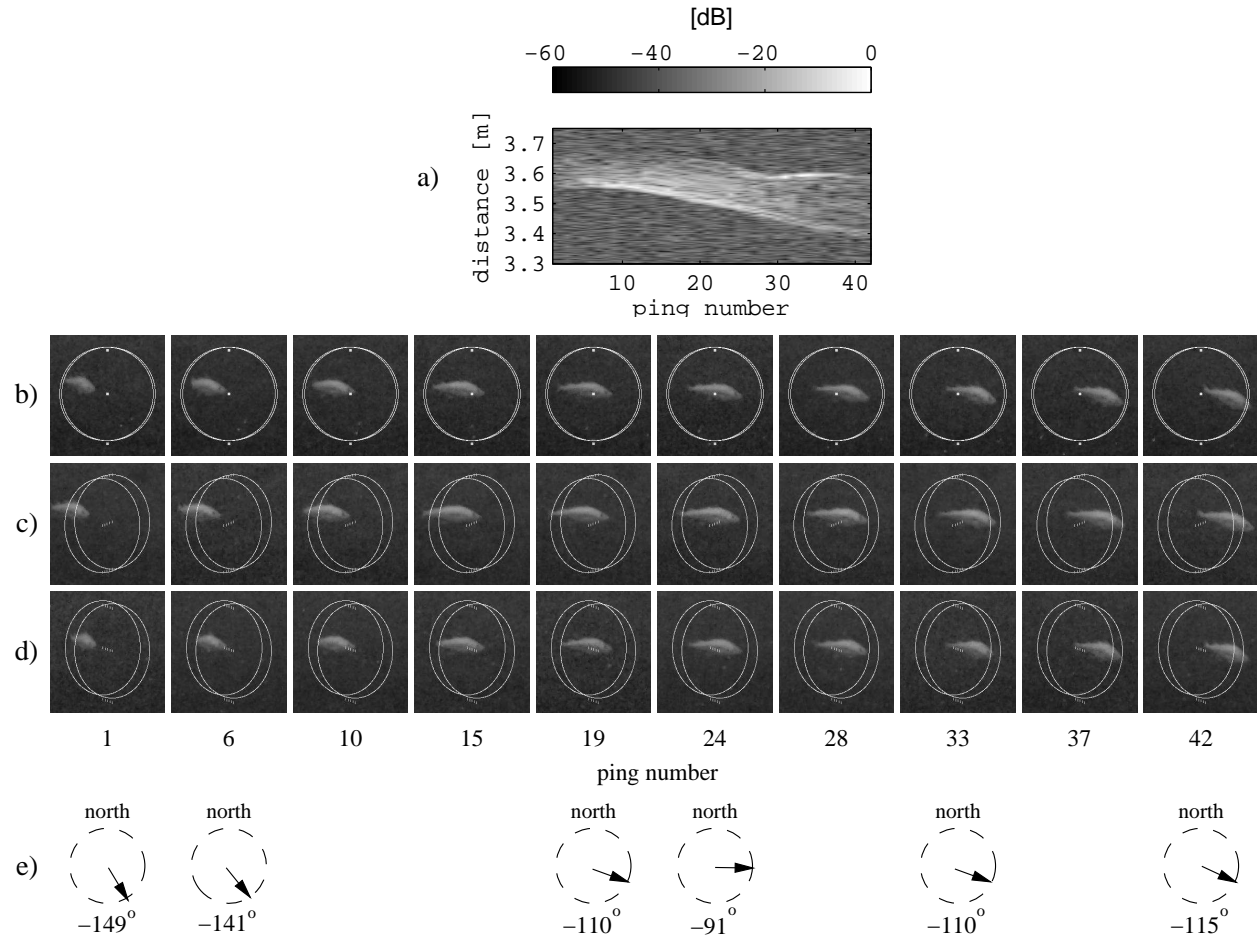 [dB]
−60 −40 −20 0
a)
distance [m]
3.7
3.6
3.5
3.4
3.3
10 20 30 40
ping number
b)
c)
d)
1 6 10 15 19 24 28 33 37 42
ping number
e)
north north north north north north
−149° −141° −110° −91° −110° −115°